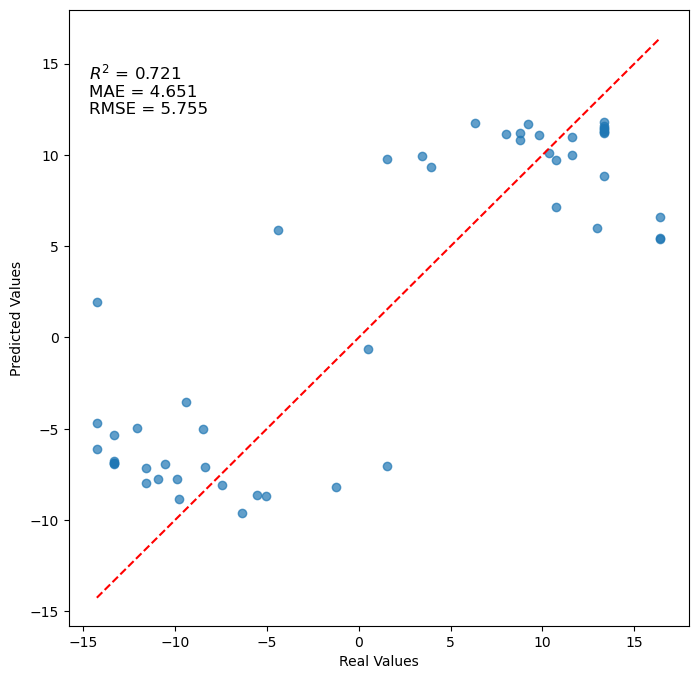 R² = 0.721
MAE = 4.651
RMSE = 5.755
15
10
5
0
−5
−10
−15
Predicted Values
−15 −10 −5 0 5 10 15
Real Values